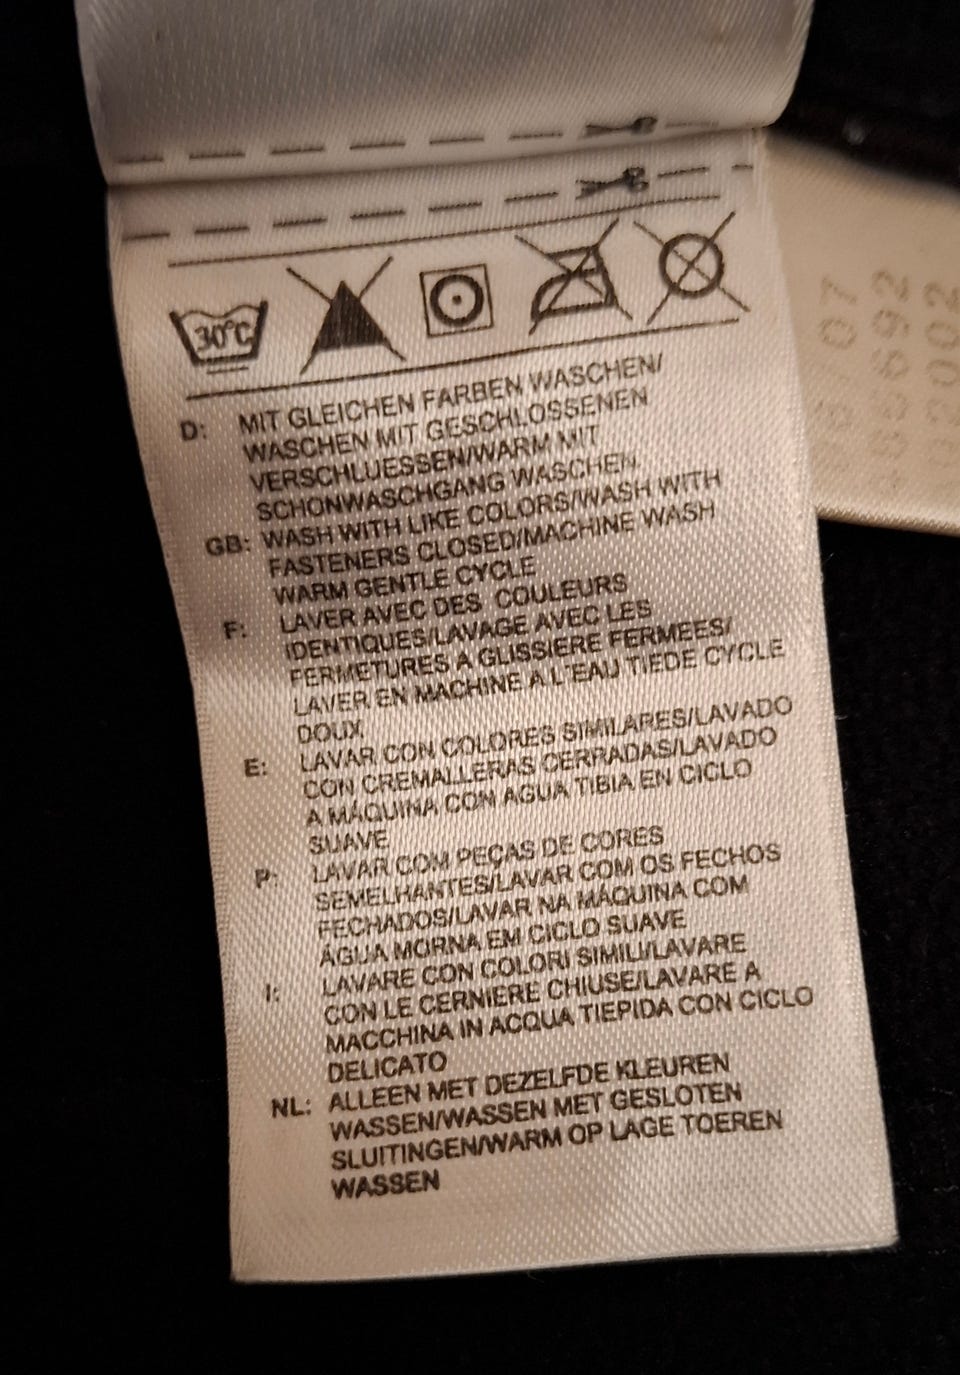 30°C
D: MIT GLEICHEN FARBEN WASCHEN/
WASCHEN MIT GESCHLOSSENEN
VERSCHLUESSEN/WARM MIT
SCHONWASCHGANG WASCHEN
GB: WASH WITH LIKE COLORS/WASH WITH
FASTENERS CLOSED/MACHINE WASH
WARM GENTLE CYCLE
F: LAVER AVEC DES COULEURS
IDENTIQUES/LAVAGE AVEC LES
FERMETURES A GLISSIERE FERMEES/
LAVER EN MACHINE A L'EAU TIEDE CYCLE
DOUX
E: LAVAR CON COLORES SIMILARES/LAVADO
CON CREMALLERAS CERRADAS/LAVADO
A MÁQUINA CON AGUA TIBIA EN CICLO
SUAVE
P: LAVAR COM PEÇAS DE CORES
SEMELHANTES/LAVAR COM OS FECHOS
FECHADOS/LAVAR NA MÁQUINA COM
ÁGUA MORNA EM CICLO SUAVE
I: LAVARE CON COLORI SIMILI/LAVARE
CON LE CERNIERE CHIUSE/LAVARE A
MACCHINA IN ACQUA TIEPIDA CON CICLO
DELICATO
NL: ALLEEN MET DEZELFDE KLEUREN
WASSEN/WASSEN MET GESLOTEN
SLUITINGEN/WARM OP LAGE TOEREN
WASSEN